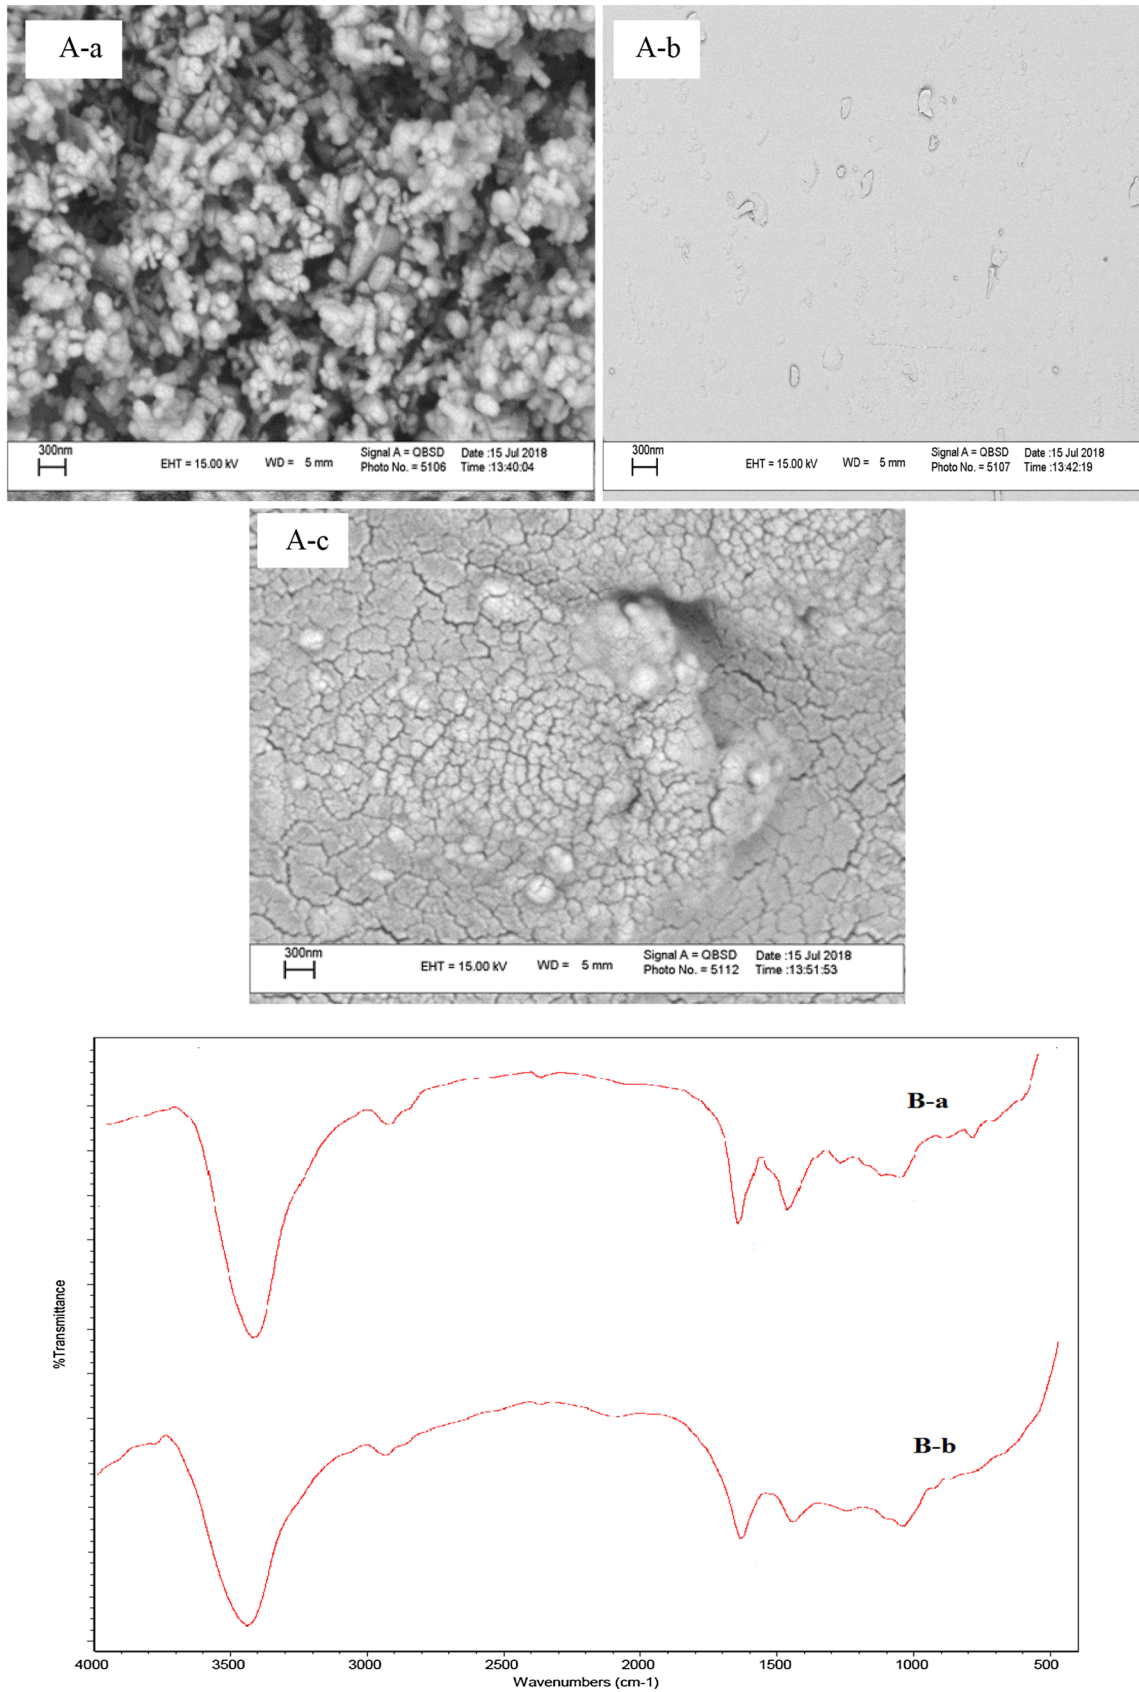 A-a
300nm
EHT = 15.00 kV WD = 5 mm
Signal A = QBSD Date :15 Jul 2018
Photo No. = 5106 Time :13:40:04
A-b
300nm
EHT = 15.00 kV WD = 5 mm
Signal A = QBSD Date :15 Jul 2018
Photo No. = 5107 Time :13:42:19
A-c
300nm
EHT = 15.00 kV WD = 5 mm
Signal A = QBSD Date :15 Jul 2018
Photo No. = 5112 Time :13:51:53
B-a
B-b
%Transmittance
4000 3500 3000 2500 2000 1500 1000 500
Wavenumbers (cm-1)